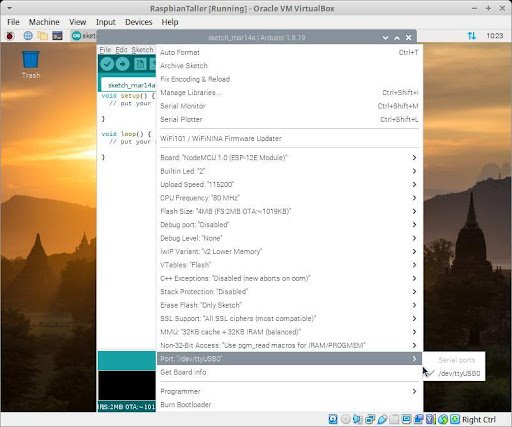 RaspbianTaller [Running] - Oracle VM VirtualBox
File Machine View Input Devices Help
ske
sketch_mar14a | Arduino 1.8.19
10:23
Trash
File Edit Sketch
sketch_mar14a
void setup() {
// put your
}
void loop() {
// put your
}
Auto Format Ctrl+T
Archive Sketch
Fix Encoding & Reload
Manage Libraries... Ctrl+Shift+I
Serial Monitor Ctrl+Shift+M
Serial Plotter Ctrl+Shift+L
WiFi101 / WiFiNINA Firmware Updater
Board: "NodeMCU 1.0 (ESP-12E Module)"
Builtin Led: "2"
Upload Speed: "115200"
CPU Frequency: "80 MHz"
Flash Size: "4MB (FS:2MB OTA:~1019KB)"
Debug port: "Disabled"
Debug Level: "None"
lwIP Variant: "v2 Lower Memory"
VTables: "Flash"
C++ Exceptions: "Disabled (new aborts on oom)"
Stack Protection: "Disabled"
Erase Flash: "Only Sketch"
SSL Support: "All SSL ciphers (most compatible)"
MMU: "32KB cache + 32KB IRAM (balanced)"
Non-32-Bit Access: "Use pgm_read macros for IRAM/PROGMEM"
Port: "/dev/ttyUSB0"
Serial ports
/dev/ttyUSB0
Get Board Info
Programmer
Burn Bootloader
FS:2MB OTA:~101
Right Ctrl